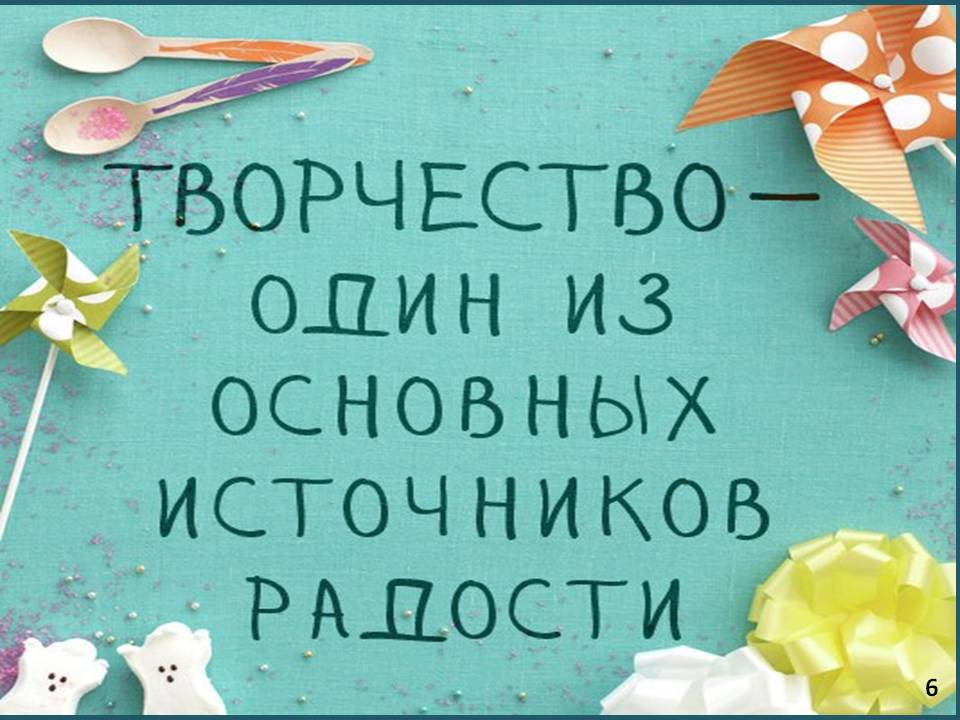 ТВОРЧЕСТВО—
ОДИН ИЗ
ОСНОВНЫХ
ИСТОЧНИКОВ
РАДОСТИ
6